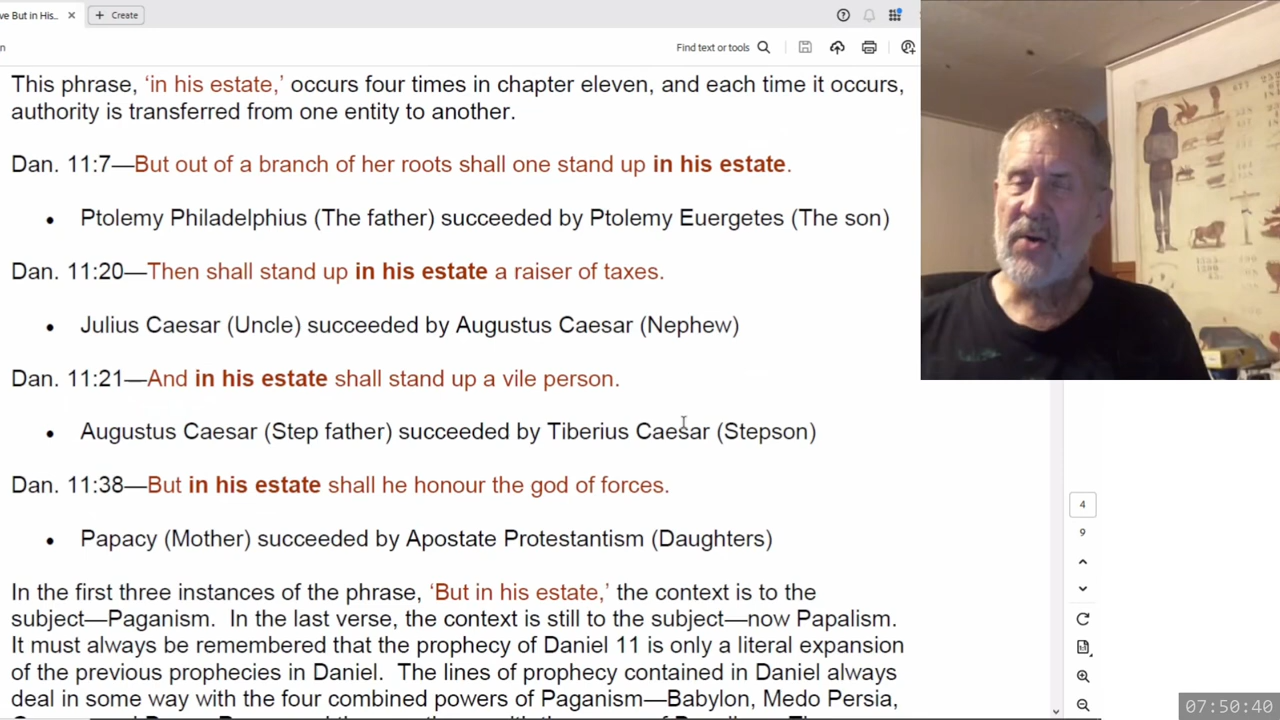 ve But in His..
Create
n
Find text or tools
This phrase, ‘in his estate,’ occurs four times in chapter eleven, and each time it occurs,
authority is transferred from one entity to another.
Dan. 11:7—But out of a branch of her roots shall one stand up in his estate.
• Ptolemy Philadelphius (The father) succeeded by Ptolemy Euergetes (The son)
Dan. 11:20—Then shall stand up in his estate a raiser of taxes.
• Julius Caesar (Uncle) succeeded by Augustus Caesar (Nephew)
Dan. 11:21—And in his estate shall stand up a vile person.
• Augustus Caesar (Step father) succeeded by Tiberius Caesar (Stepson)
Dan. 11:38—But in his estate shall he honour the god of forces.
• Papacy (Mother) succeeded by Apostate Protestantism (Daughters)
In the first three instances of the phrase, ‘But in his estate,’ the context is to the
subject—Paganism. In the last verse, the context is still to the subject—now Papalism.
It must always be remembered that the prophecy of Daniel 11 is only a literal expansion
of the previous prophecies in Daniel. The lines of prophecy contained in Daniel always
deal in some way with the four combined powers of Paganism—Babylon, Medo Persia,
4
9
07:50:40